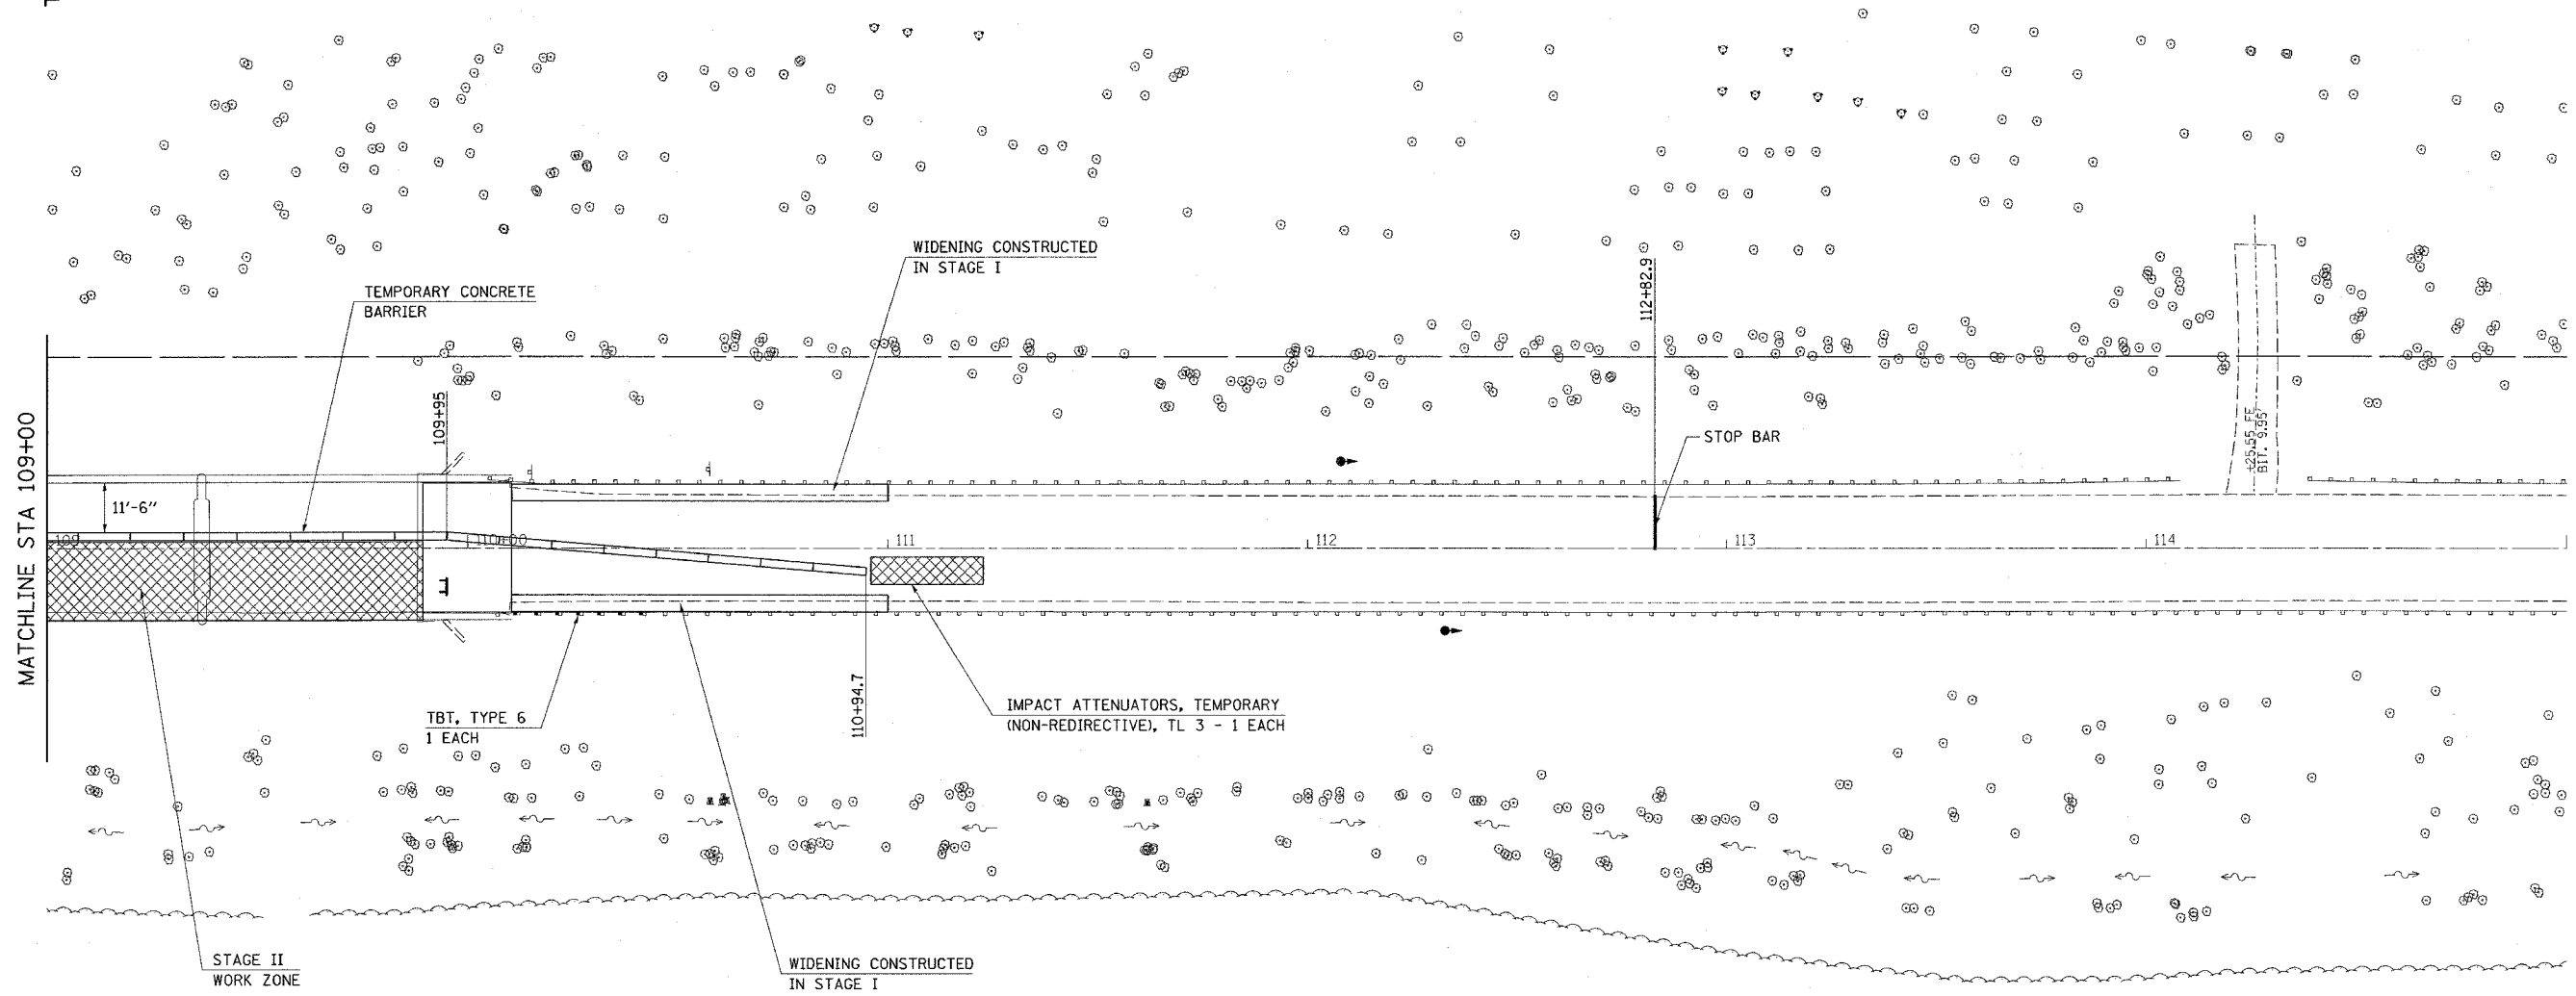 WIDENING CONSTRUCTED
IN STAGE I
TEMPORARY CONCRETE
BARRIER
112+82.9
109+95
STOP BAR
+25.55 FE
BIT. 9.95'
MATCHLINE STA 109+00
11'-6"
109
110+00
111
112
113
114
110+94.7
TBT, TYPE 6
1 EACH
IMPACT ATTENUATORS, TEMPORARY
(NON-REDIRECTIVE), TL 3 - 1 EACH
STAGE II
WORK ZONE
WIDENING CONSTRUCTED
IN STAGE I